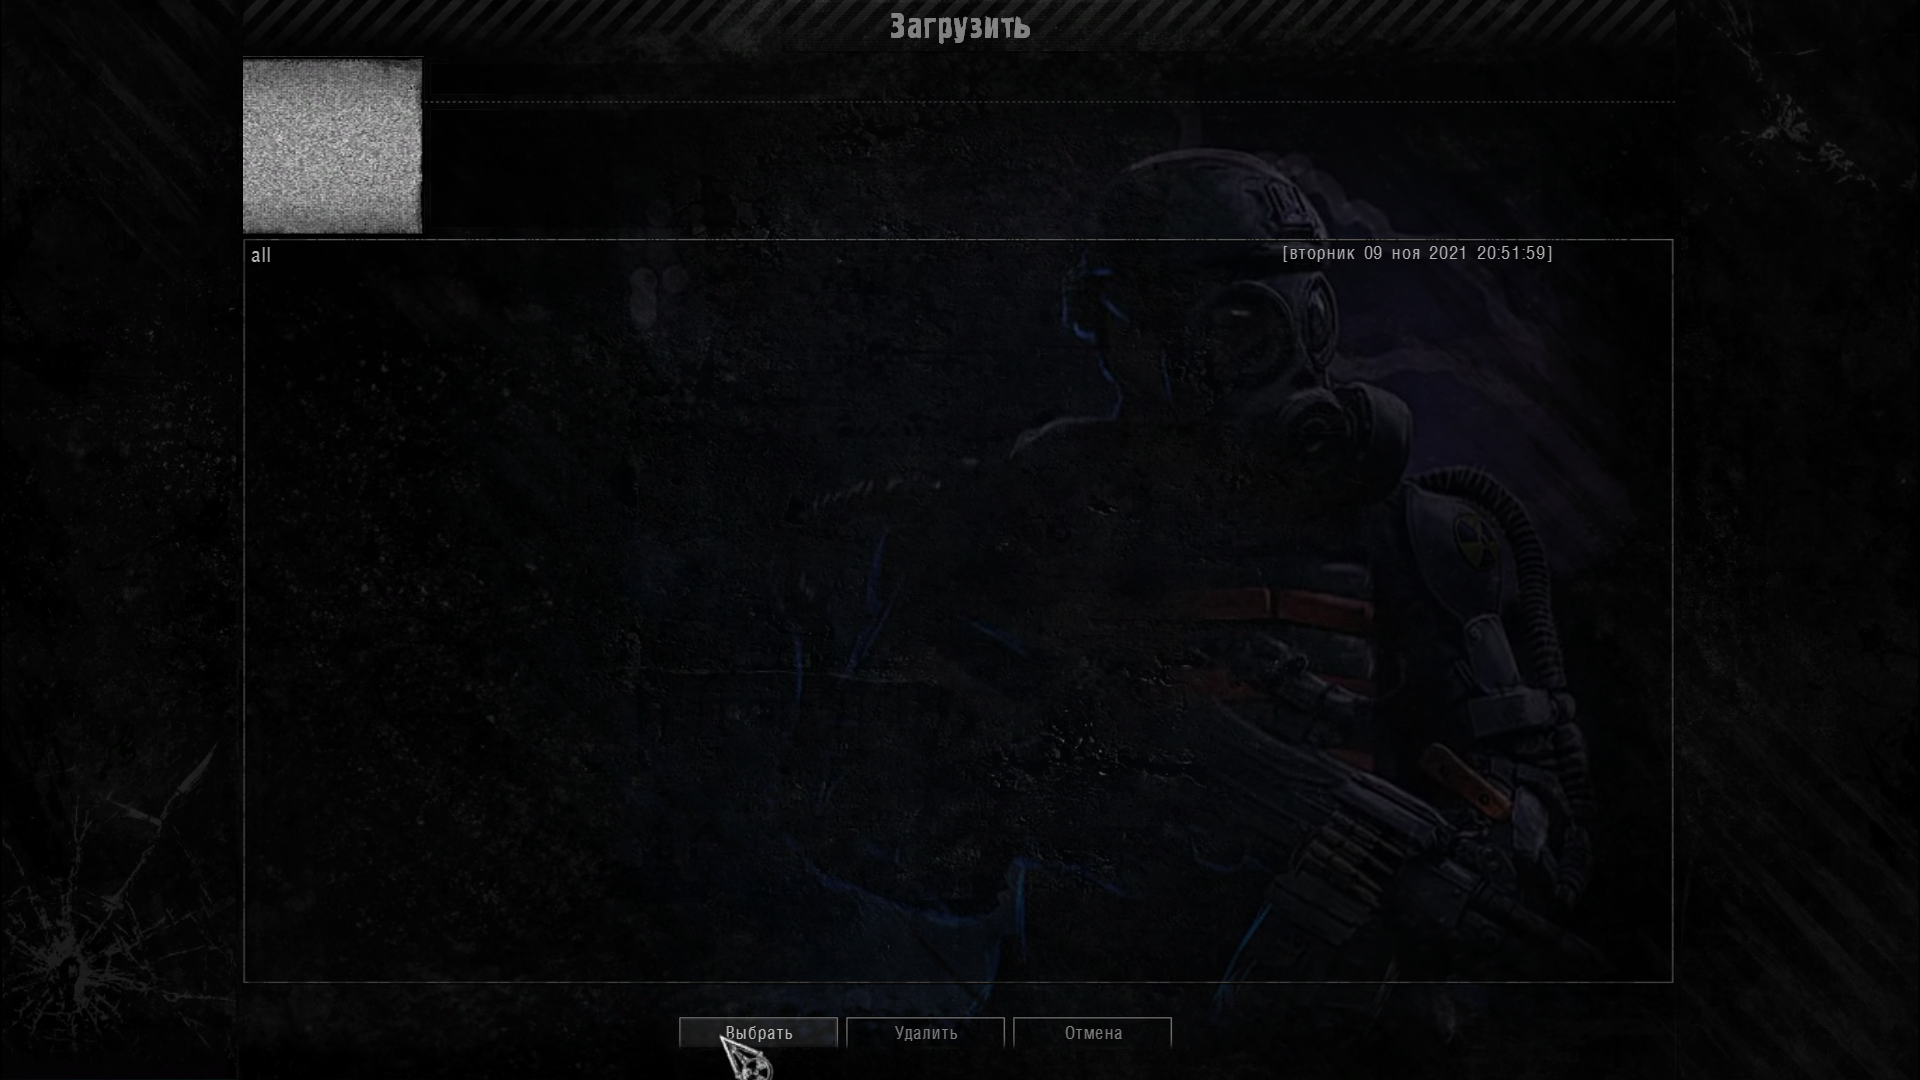 Загрузить
all [вторник 09 ноя 2021 20:51:59]
Выбрать Удалить Отмена